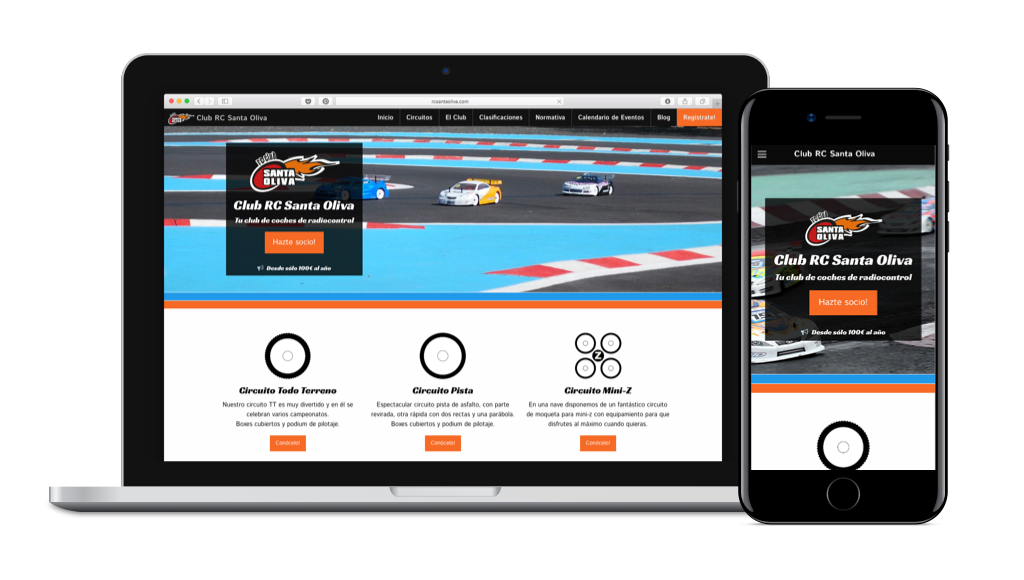 rcsantaoliva.com
Club RC Santa Oliva
Inicio
Circuitos
El Club
Clasificaciones
Normativa
Calendario de Eventos
Blog
Regístrate!
SANTA
OLIVA
Club RC Santa Oliva
Tu club de coches de radiocontrol
Hazte socio!
Desde sólo 100€ al año
Z
Circuito Todo Terreno
Nuestro circuito TT es muy divertido y en él se
celebran varios campeonatos.
Boxes cubiertos y podium de pilotaje.
Conócelo!
Circuito Pista
Espectacular circuito pista de asfalto, con parte
revirada, otra rápida con dos rectas y una parábola.
Boxes cubiertos y podium de pilotaje.
Conócelo!
Circuito Mini-Z
En una nave disponemos de un fantástico circuito
de moqueta para mini-z con equipamiento para que
disfrutes al máximo cuando quieras.
Conócelo!
Club RC Santa Oliva
SANTA
OLIVA
Club RC Santa Oliva
Tu club de coches de radiocontrol
Hazte socio!
Desde sólo 100€ al año